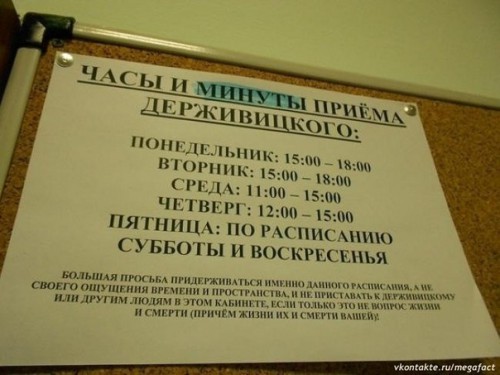 ЧАСЫ И МИНУТЫ ПРИЁМА
ДЕРЖИВИЦКОГО:
ПОНЕДЕЛЬНИК: 15:00 – 18:00
ВТОРНИК: 15:00 – 18:00
СРЕДА: 11:00 – 15:00
ЧЕТВЕРГ: 12:00 – 15:00
ПЯТНИЦА: ПО РАСПИСАНИЮ
СУББОТЫ И ВОСКРЕСЕНЬЯ
БОЛЬШАЯ ПРОСЬБА ПРИДЕРЖИВАТЬСЯ ИМЕННО ДАННОГО РАСПИСАНИЯ, А НЕ
СВОЕГО ОЩУЩЕНИЯ ВРЕМЕНИ И ПРОСТРАНСТВА, И НЕ ПРИСТАВАТЬ К ДЕРЖИВИЦКОМУ
ИЛИ ДРУГИМ ЛЮДЯМ В ЭТОМ КАБИНЕТЕ, ЕСЛИ ТОЛЬКО ЭТО НЕ ВОПРОС ЖИЗНИ
И СМЕРТИ (ПРИЧЁМ ЖИЗНИ ИХ И СМЕРТИ ВАШЕЙ)!
vkontakte.ru/megafact